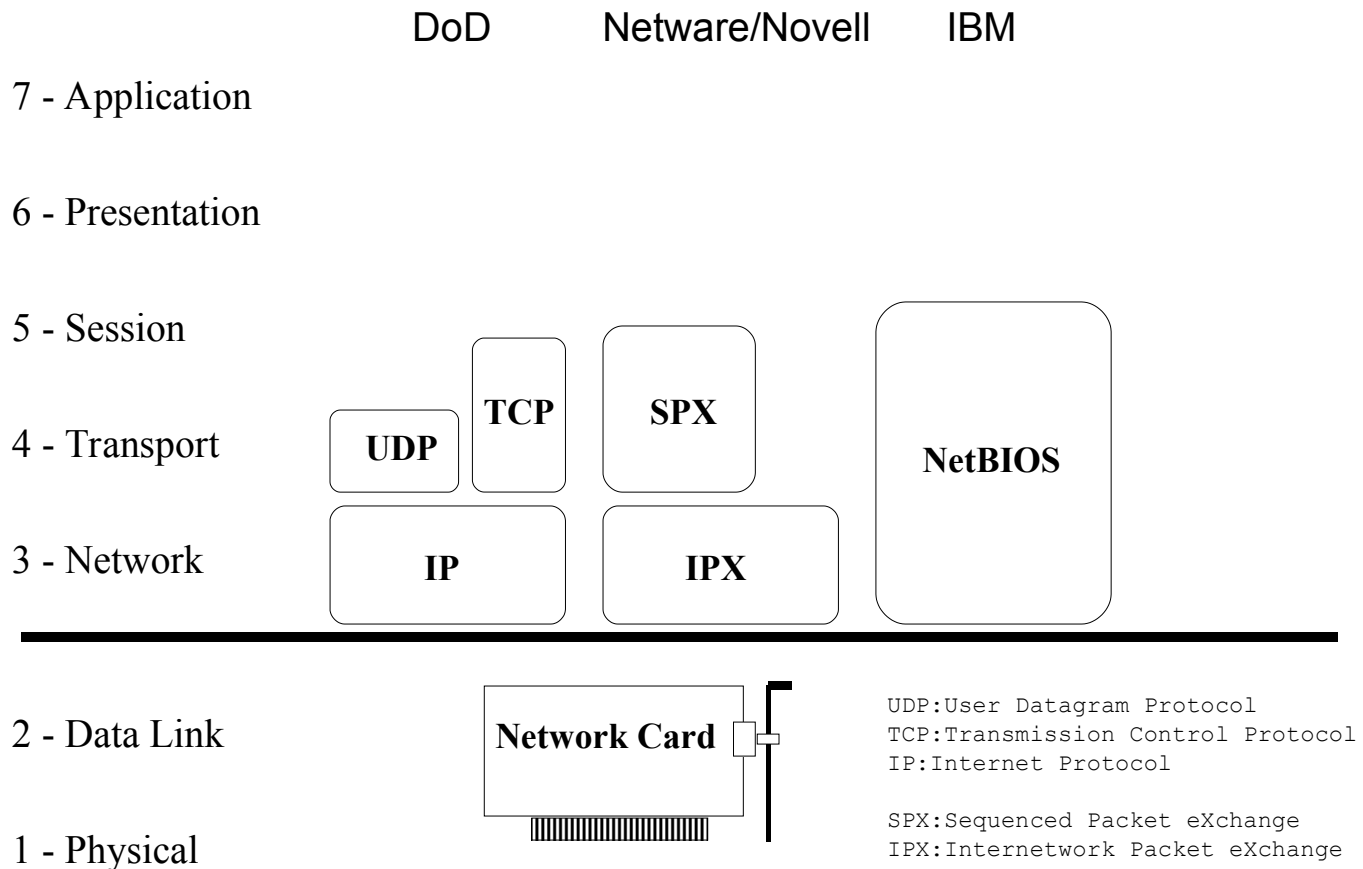 DoD Netware/Novell IBM
7 - Application
6 - Presentation
5 - Session
TCP SPX
4 - Transport UDP NetBIOS
3 - Network IP IPX
2 - Data Link Network Card
1 - Physical
UDP:User Datagram Protocol
TCP:Transmission Control Protocol
IP:Internet Protocol
SPX:Sequenced Packet eXchange
IPX:Internetwork Packet eXchange